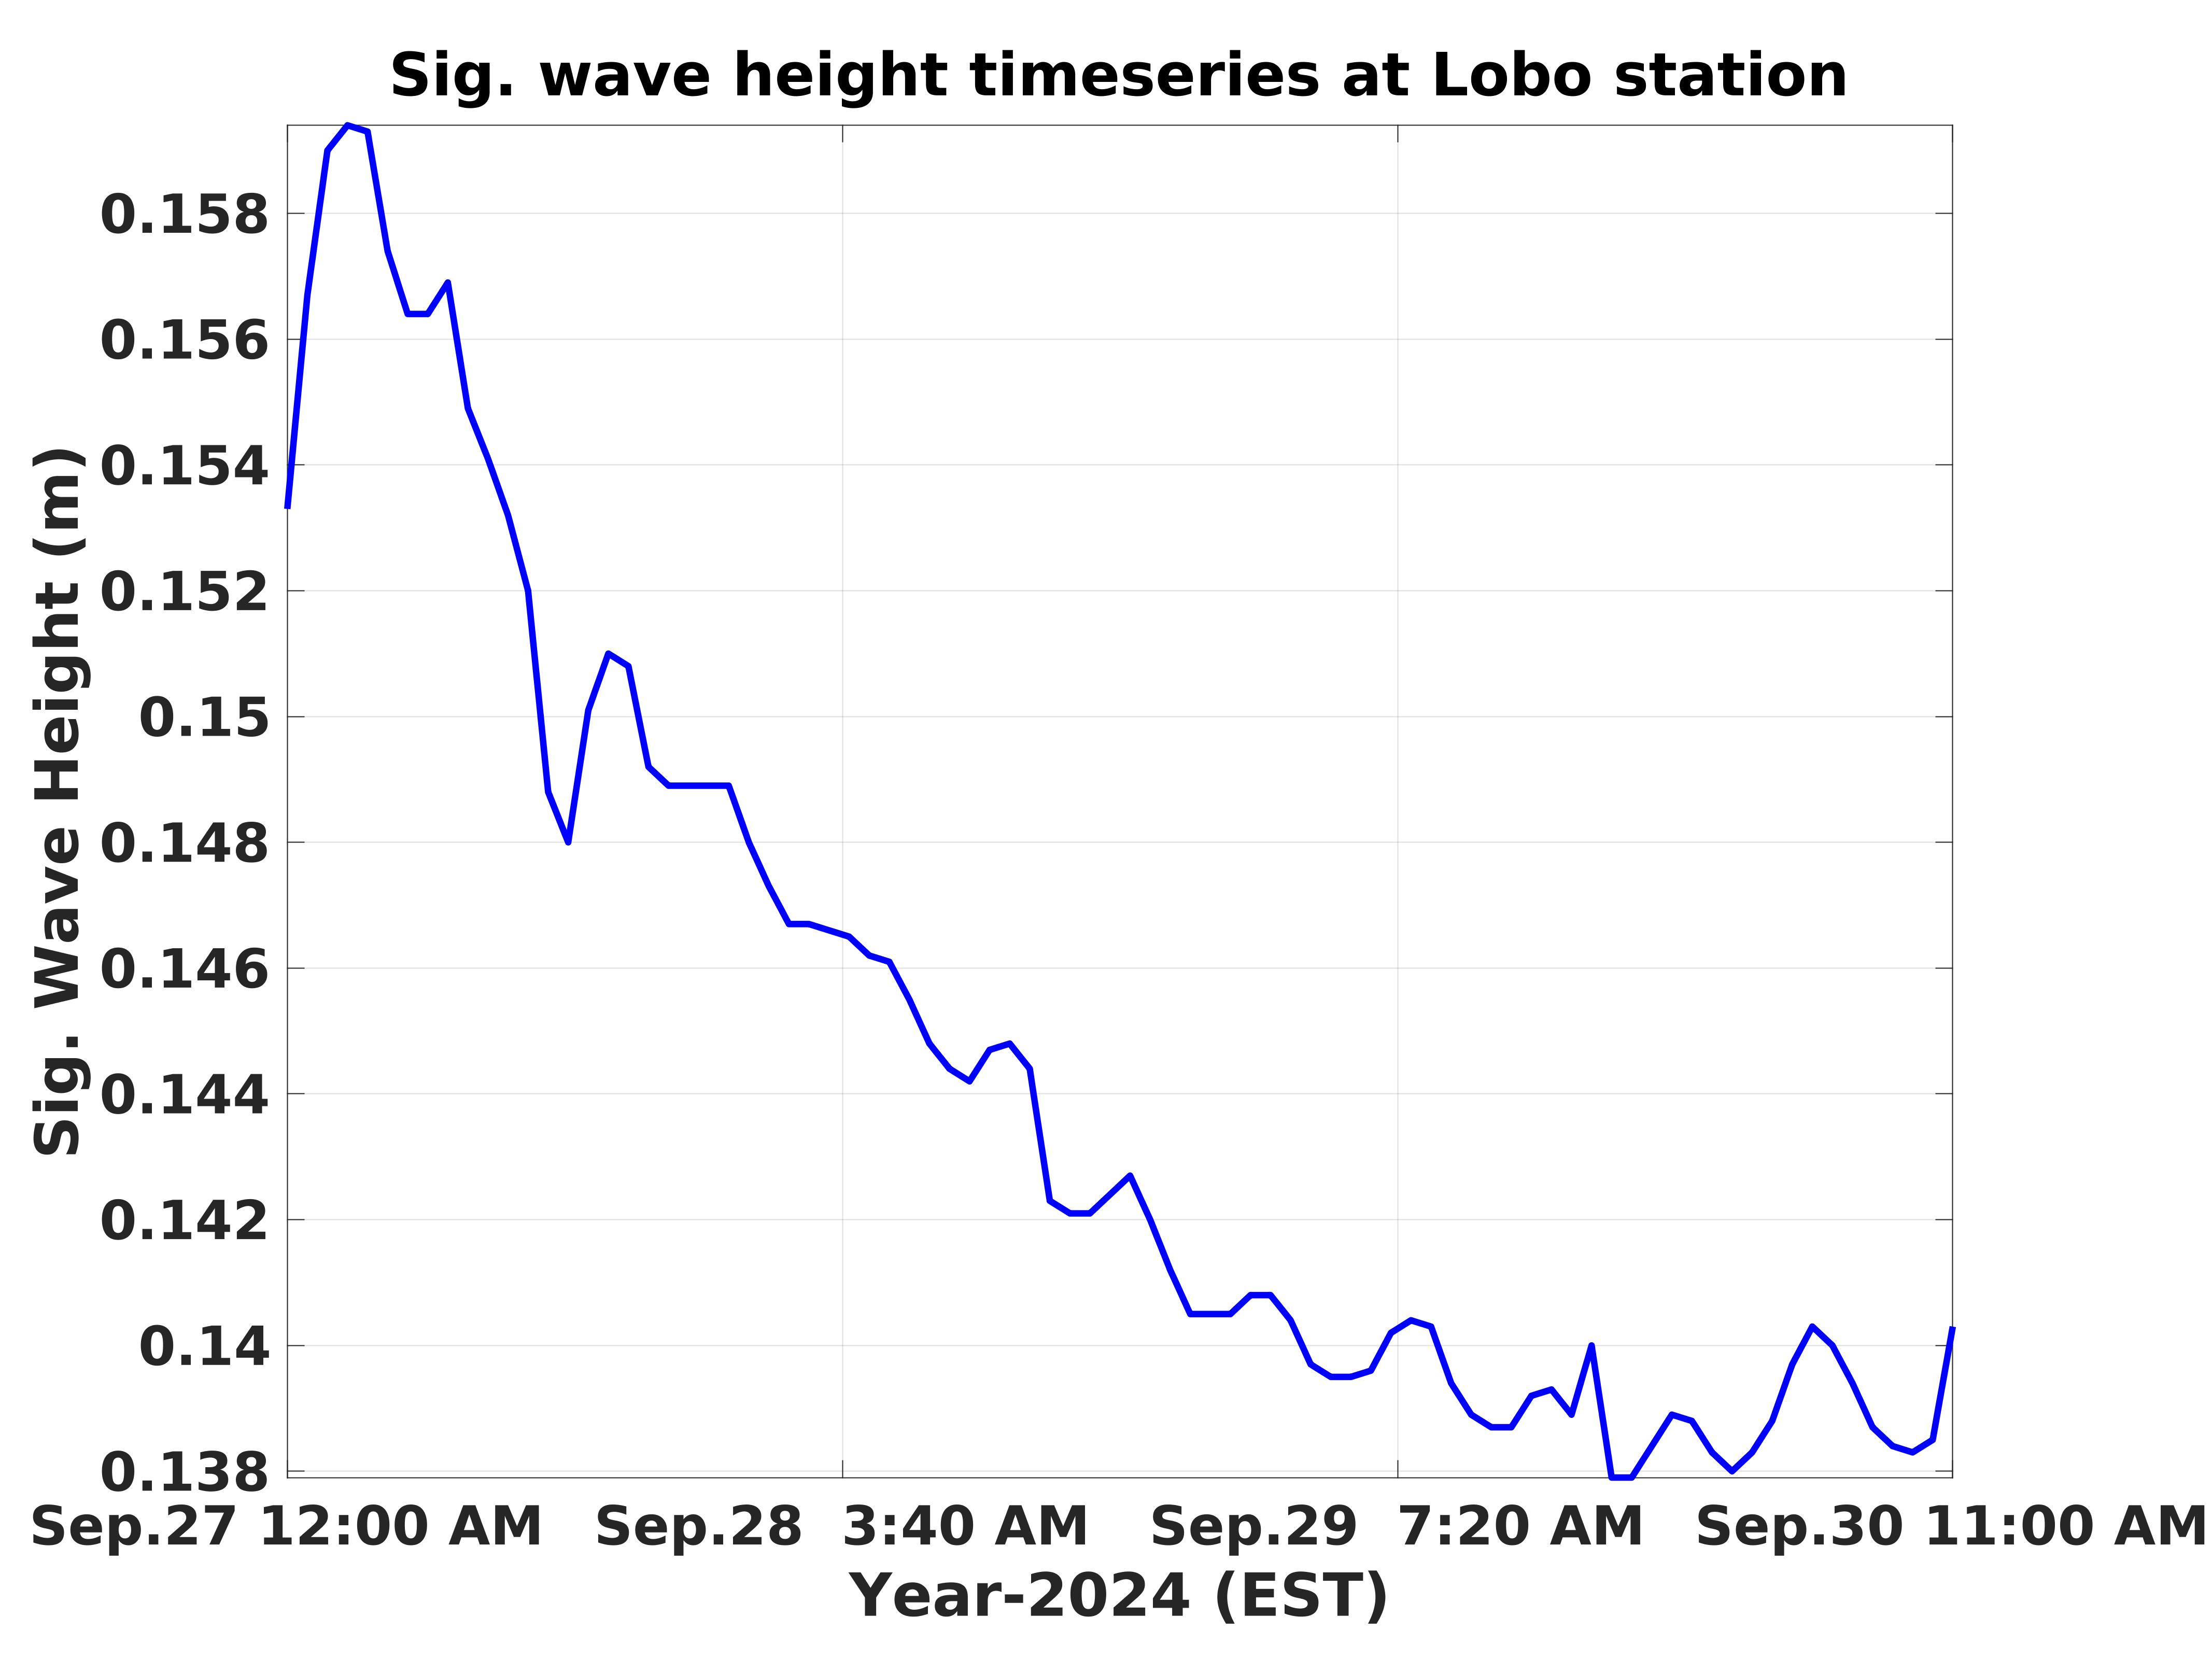 Sig. wave height timeseries at Lobo station
Sig. Wave Height (m)
0.158
0.156
0.154
0.152
0.15
0.148
0.146
0.144
0.142
0.14
0.138
Sep.27 12:00 AM Sep.28 3:40 AM Sep.29 7:20 AM Sep.30 11:00 AM
Year-2024 (EST)